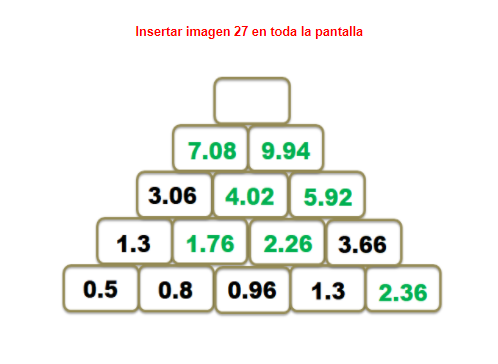 Insertar imagen 27 en toda la pantalla
7.08 9.94
3.06 4.02 5.92
1.3 1.76 2.26 3.66
0.5 0.8 0.96 1.3 2.36